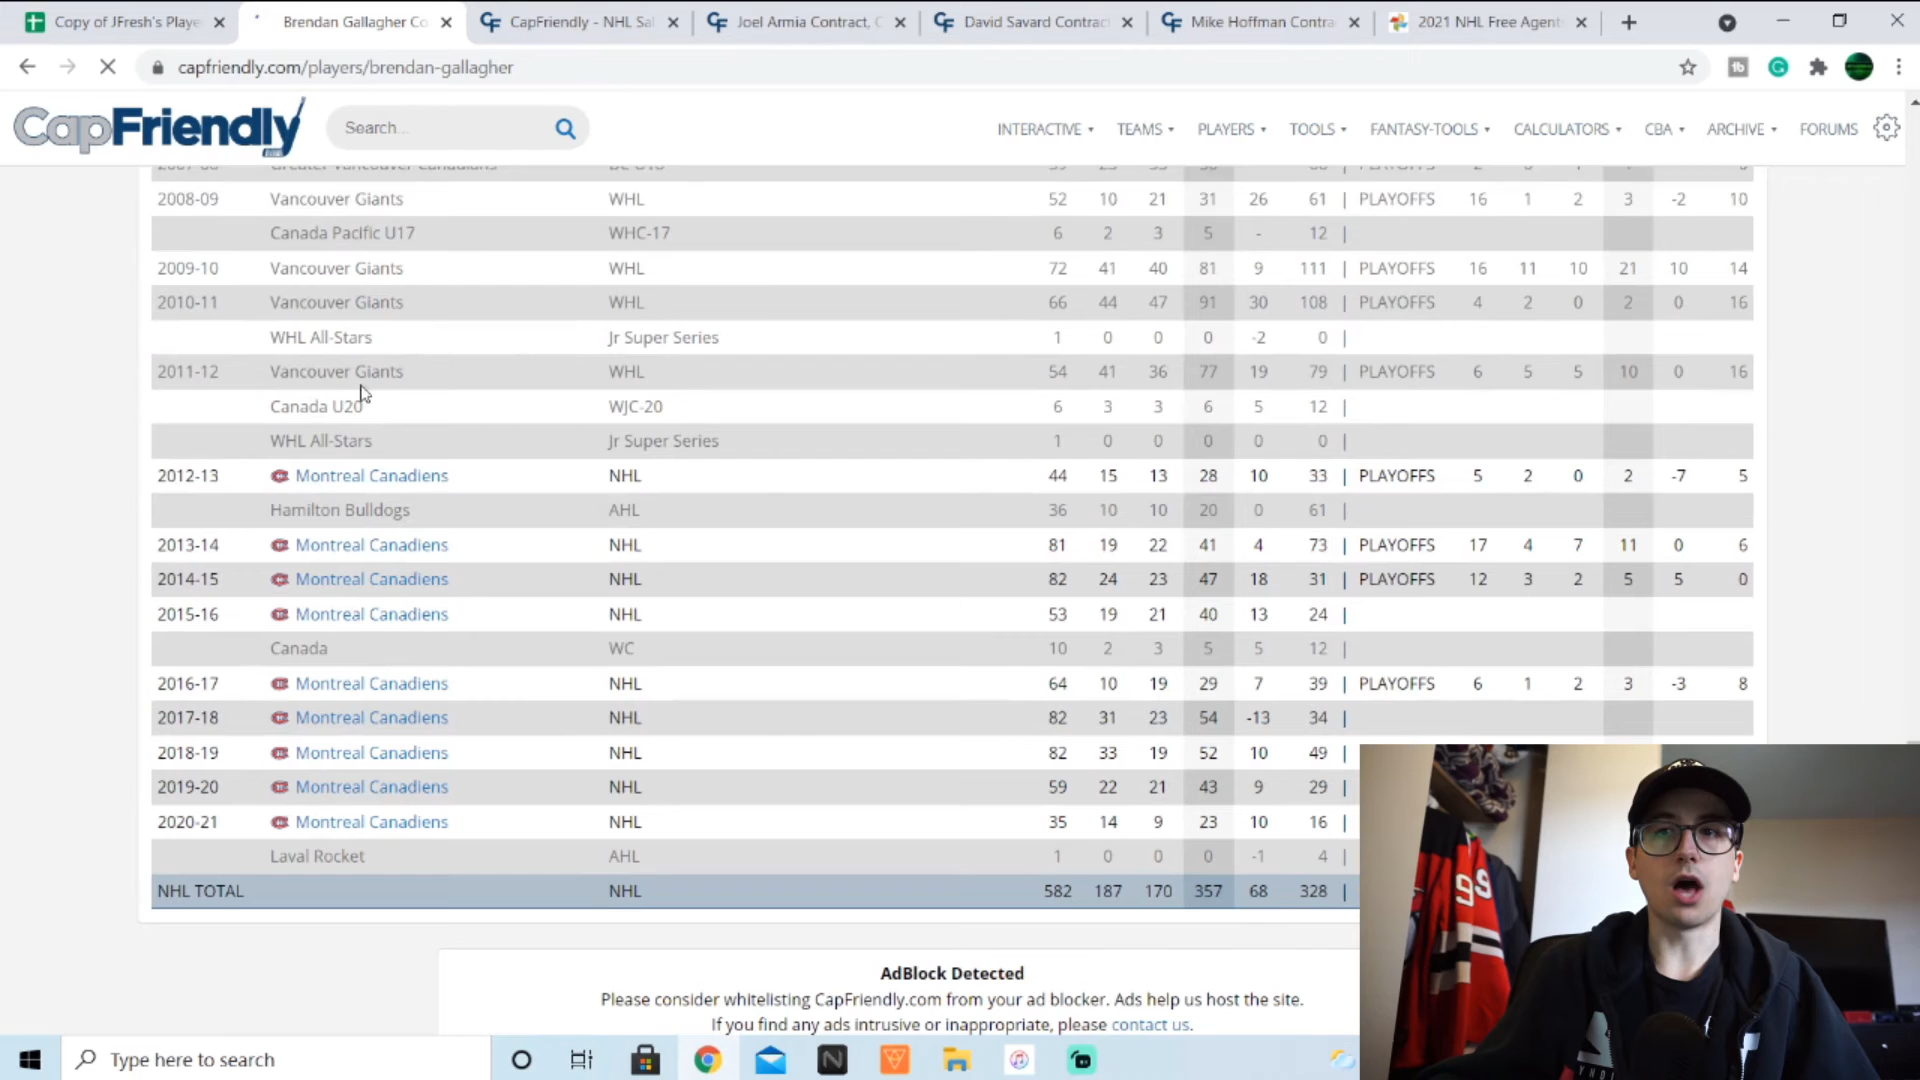 Copy of JFresh's Playe
Brendan Gallagher Co
CapFriendly - NHL Sal
Joel Armia Contract, C
David Savard Contrac
Mike Hoffman Contra
2021 NHL Free Agent
capfriendly.com/players/brendan-gallagher
CapFriendly
Search...
INTERACTIVE
TEAMS
PLAYERS
TOOLS
FANTASY-TOOLS
CALCULATORS
CBA
ARCHIVE
FORUMS
2008-09 Vancouver Giants WHL 52 10 21 31 26 61 | PLAYOFFS 16 1 2 3 -2 10
Canada Pacific U17 WHC-17 6 2 3 5 - 12 |
2009-10 Vancouver Giants WHL 72 41 40 81 9 111 | PLAYOFFS 16 11 10 21 10 14
2010-11 Vancouver Giants WHL 66 44 47 91 30 108 | PLAYOFFS 4 2 0 2 0 16
WHL All-Stars Jr Super Series 1 0 0 0 -2 0 |
2011-12 Vancouver Giants WHL 54 41 36 77 19 79 | PLAYOFFS 6 5 5 10 0 16
Canada U20 WJC-20 6 3 3 6 5 12 |
WHL All-Stars Jr Super Series 1 0 0 0 0 0 |
2012-13 Montreal Canadiens NHL 44 15 13 28 10 33 | PLAYOFFS 5 2 0 2 -7 5
Hamilton Bulldogs AHL 36 10 10 20 0 61 |
2013-14 Montreal Canadiens NHL 81 19 22 41 4 73 | PLAYOFFS 17 4 7 11 0 6
2014-15 Montreal Canadiens NHL 82 24 23 47 18 31 | PLAYOFFS 12 3 2 5 5 0
2015-16 Montreal Canadiens NHL 53 19 21 40 13 24 |
Canada WC 10 2 3 5 5 12 |
2016-17 Montreal Canadiens NHL 64 10 19 29 7 39 | PLAYOFFS 6 1 2 3 -3 8
2017-18 Montreal Canadiens NHL 82 31 23 54 -13 34 |
2018-19 Montreal Canadiens NHL 82 33 19 52 10 49 |
2019-20 Montreal Canadiens NHL 59 22 21 43 9 29 |
2020-21 Montreal Canadiens NHL 35 14 9 23 10 16 |
Laval Rocket AHL 1 0 0 0 -1 4 |
NHL TOTAL NHL 582 187 170 357 68 328 |
AdBlock Detected
Please consider whitelisting CapFriendly.com from your ad blocker. Ads help us host the site.
If you find any ads intrusive or inappropriate, please contact us.
Type here to search